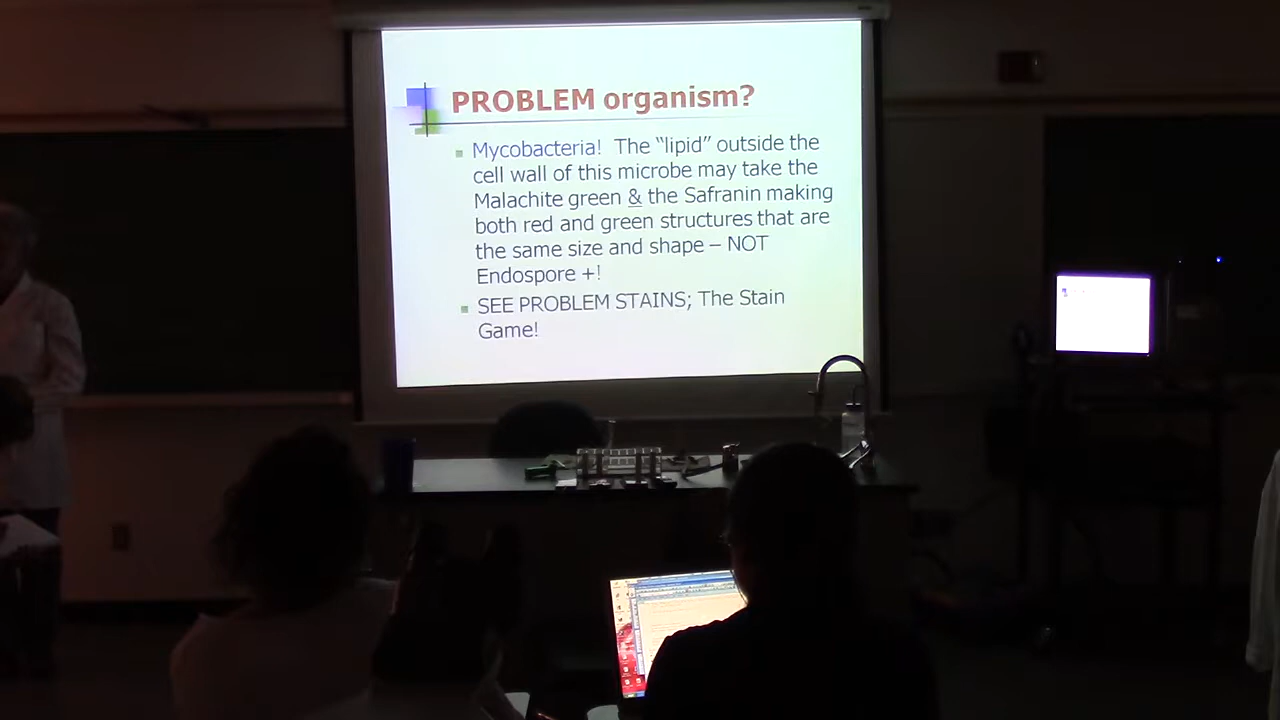 PROBLEM organism?
Mycobacteria! The “lipid” outside the
cell wall of this microbe may take the
Malachite green & the Safranin making
both red and green structures that are
the same size and shape – NOT
Endospore +!
SEE PROBLEM STAINS; The Stain
Game!